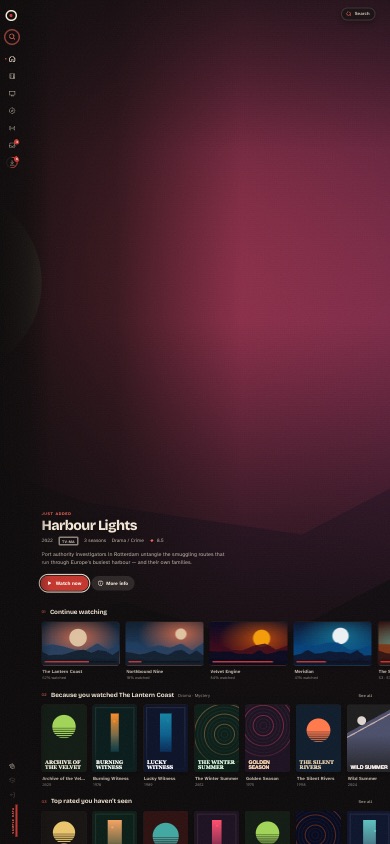 Search
JUST ADDED
Harbour Lights
2022 TV-MA 3 seasons Drama / Crime 8.3
Port authority investigators in Rotterdam untangle the smuggling routes that
run through Europe's busiest harbour — and their own families.
Watch now More info
Continue watching
The Lantern Coast Northbound Nine Velvet Engine Meridian
Because you watched The Lantern Coast Drama · Mystery See all
ARCHIVE OF
THE VELVET
BURNING
WITNESS
LUCKY
WITNESS
THE WINTER
SUMMER
GOLDEN
SEASON
THE SILENT
RIVERS
WILD SUMMER
Archive of the Vel… Burning Witness Lucky Witness The Winter Summer Golden Season The Silent Rivers Wild Summer
Top rated you haven't seen See all